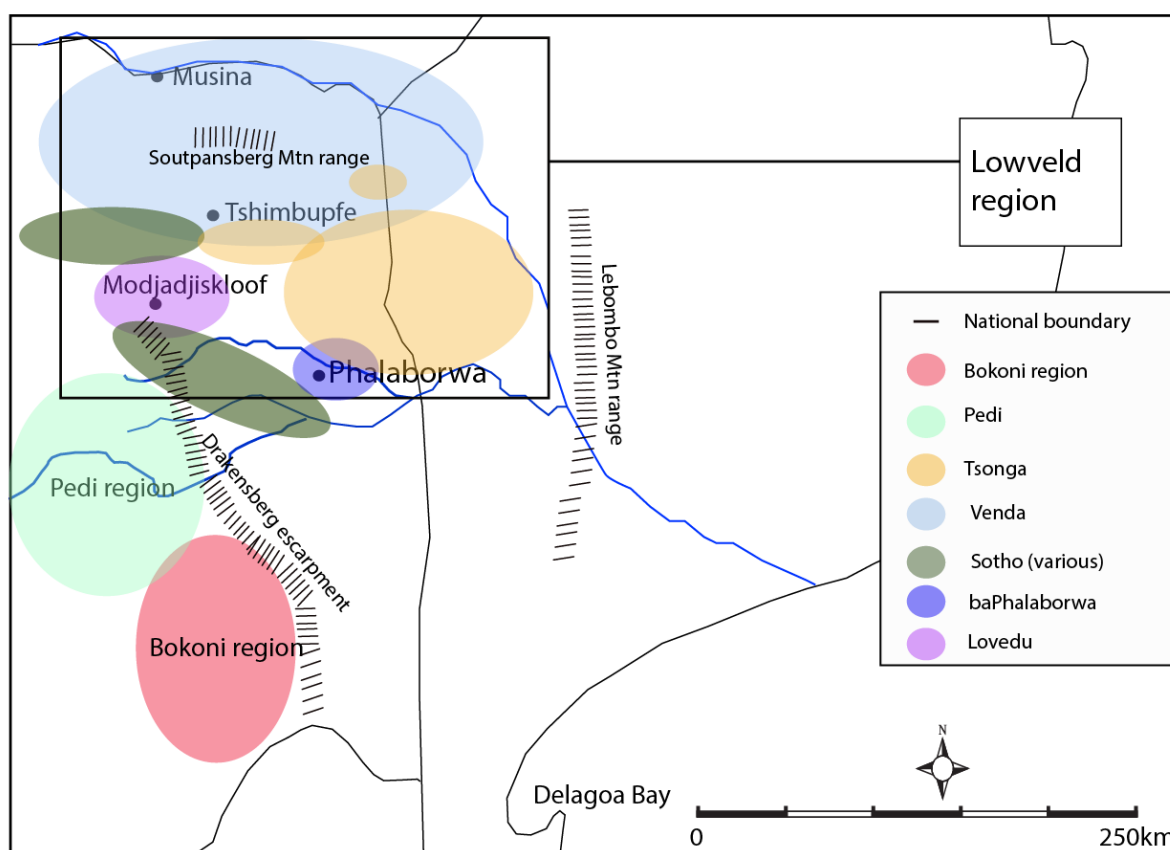 Musina
Soutpansberg Mtn range
Lowveld
region
Tshimbupfe
Modjadjiskloof
Lebombo Mtn range
Phalaborwa
Drakensberg escarpment
Pedi region
Bokoni region
National boundary
Bokoni region
Pedi
Tsonga
Venda
Sotho (various)
baPhalaborwa
Lovedu
N
Delagoa Bay
0
250km